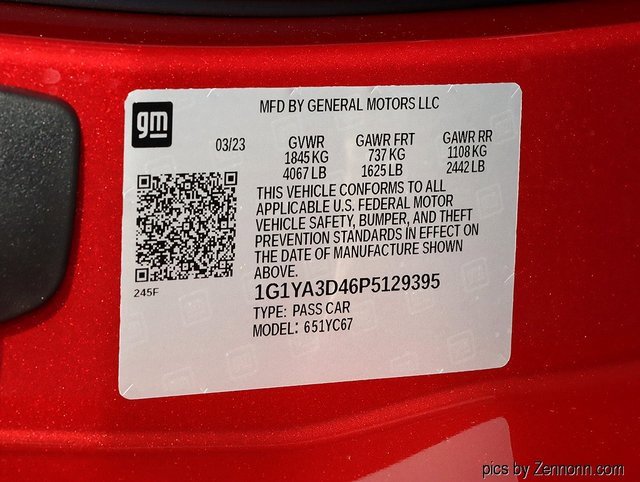 gm
MFD BY GENERAL MOTORS LLC
03/23 GVWR GAWR FRT GAWR RR
1845 KG 737 KG 1108 KG
4067 LB 1625 LB 2442 LB
THIS VEHICLE CONFORMS TO ALL
APPLICABLE U.S. FEDERAL MOTOR
VEHICLE SAFETY, BUMPER, AND THEFT
PREVENTION STANDARDS IN EFFECT ON
THE DATE OF MANUFACTURE SHOWN
ABOVE.
245F
1G1YA3D46P5129395
TYPE: PASS CAR
MODEL: 651YC67
pics by Zennonn.com